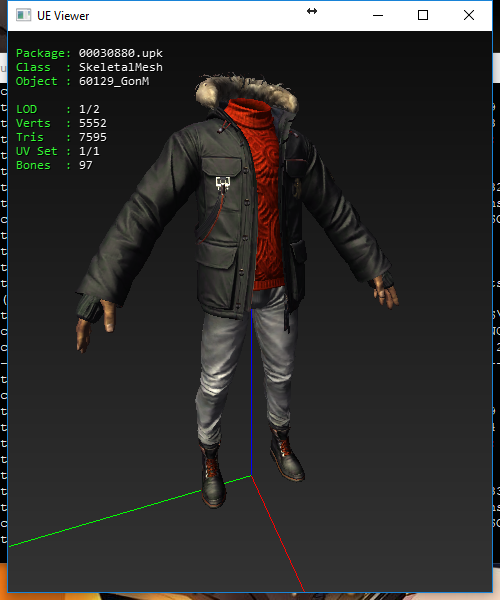 UE Viewer
Package: 00030880.upk
Class : SkeletalMesh
Object : 60129_GonM
LOD : 1/2
Verts : 5552
Tris : 7595
UV Set : 1/1
Bones : 97